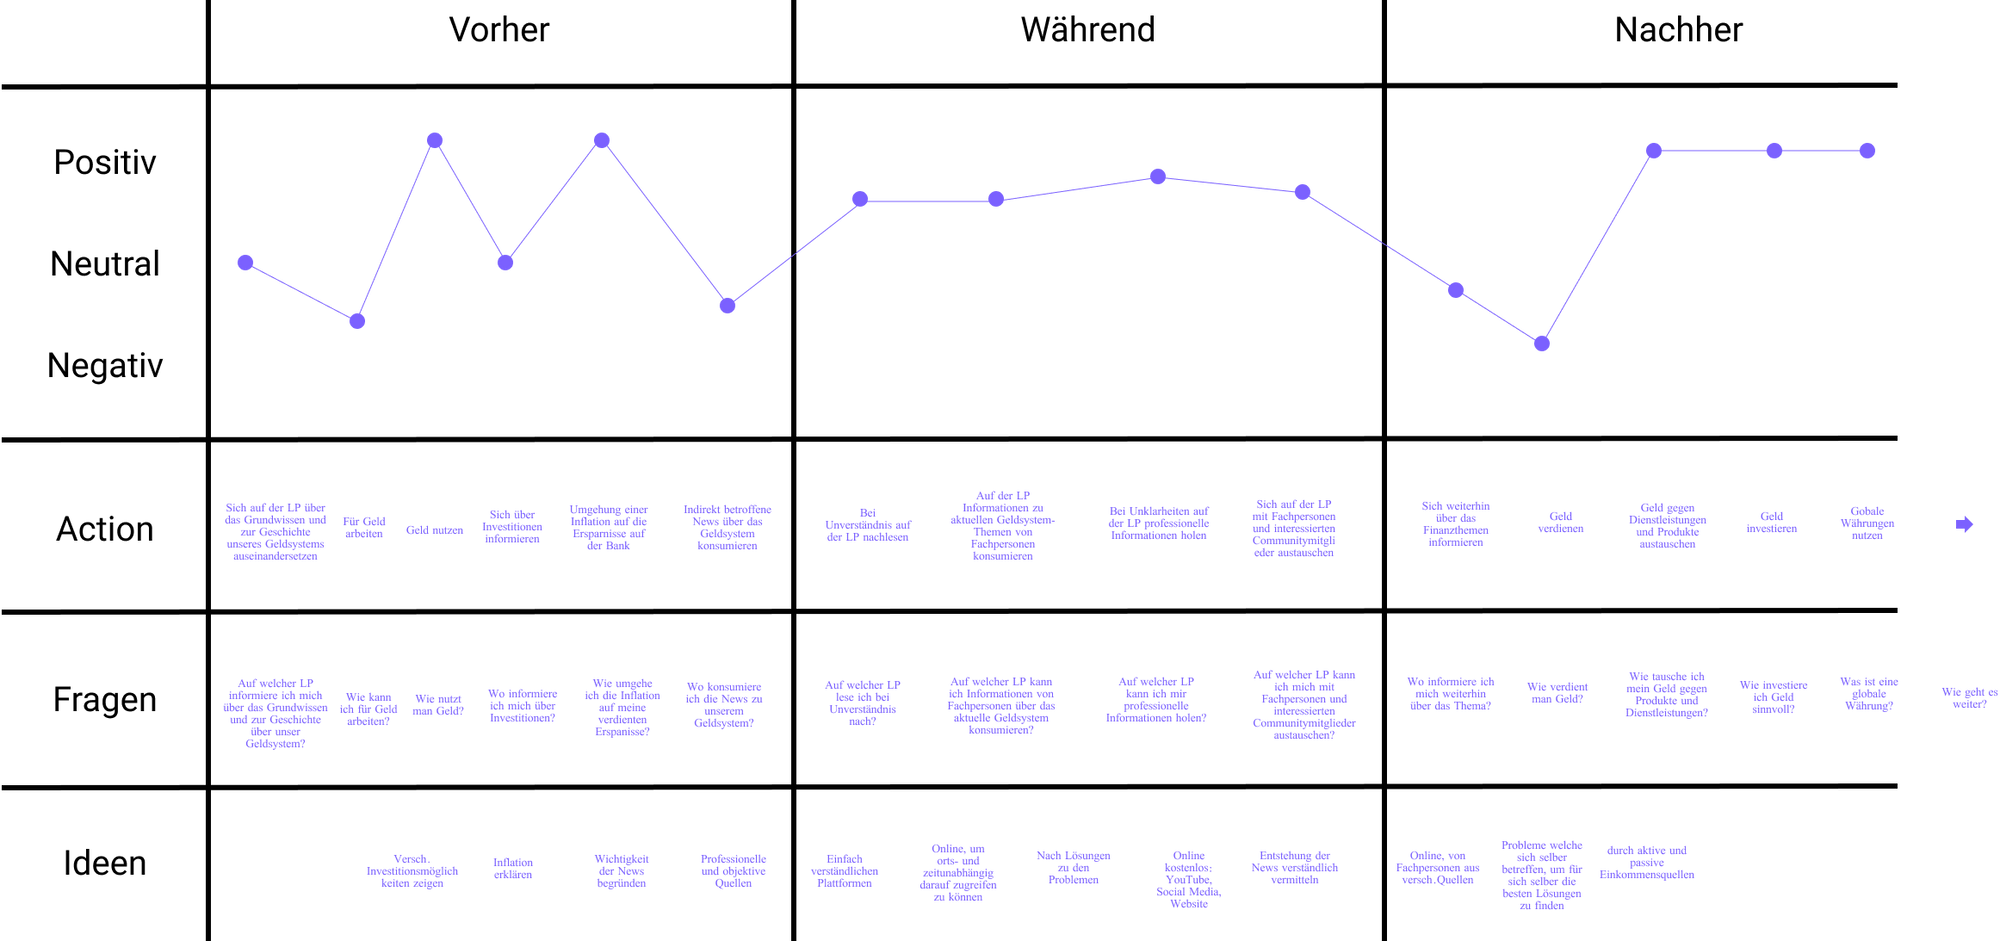 Vorher
Während
Nachher
Positiv
Neutral
Negativ
Action
Sich auf der LP über
das Grundwissen und
zur Geschichte
unseres Geldsystems
auseinandersetzen
Für Geld
arbeiten
Geld nutzen
Sich über
Investitionen
informieren
Umgehung einer
Inflation auf die
Ersparnisse auf
der Bank
Indirekt betroffene
News über das
Geldsystem
konsumieren
Bei
Unverständnis auf
der LP nachlesen
Auf der LP
Informationen zu
aktuellen Geldsystem-
Themen von
Fachpersonen
konsumieren
Bei Unklarheiten auf
der LP professionelle
Informationen holen
Sich auf der LP
mit Fachpersonen
und interessierten
Communitymitgli
eder austauschen
Sich weiterhin
über das
Finanzthemen
informieren
Geld
verdienen
Geld gegen
Dienstleistungen
und Produkte
austauschen
Geld
investieren
Gobale
Währungen
nutzen
Fragen
Auf welcher LP
informiere ich mich
über das Grundwissen
und zur Geschichte
über unser
Geldsystem?
Wie kann
ich für Geld
arbeiten?
Wie nutzt
man Geld?
Wo informiere
ich mich über
Investitionen?
Wie umgehe
ich die Inflation
auf meine
verdienten
Erspanisse?
Wo konsumiere
ich die News zu
unserem
Geldsystem?
Auf welcher LP
lese ich bei
Unverständnis
nach?
Auf welcher LP kann
ich Informationen von
Fachpersonen über das
aktuelle Geldsystem
konsumieren?
Auf welcher LP
kann ich mir
professionelle
Informationen holen?
Auf welcher LP kann
ich mich mit
Fachpersonen und
interessierten
Communitymitglieder
austauschen?
Wo informiere ich
mich weiterhin
über das Thema?
Wie verdient
man Geld?
Wie tausche ich
mein Geld gegen
Produkte und
Dienstleistungen?
Wie investiere
ich Geld
sinnvoll?
Was ist eine
globale
Währung?
Wie geht es
weiter?
Ideen
Versch.
Investitionsmöglich
keiten zeigen
Inflation
erklären
Wichtigkeit
der News
begründen
Professionelle
und objektive
Quellen
Einfach
verständlichen
Plattformen
Online, um
orts- und
zeitunabhängig
darauf zugreifen
zu können
Nach Lösungen
zu den
Problemen
Online
kostenlos:
YouTube,
Social Media,
Website
Entstehung der
News verständlich
vermitteln
Online, von
Fachpersonen aus
versch.Quellen
Probleme welche
sich selber
betreffen, um für
sich selber die
besten Lösungen
zu finden
durch aktive und
passive
Einkommensquellen